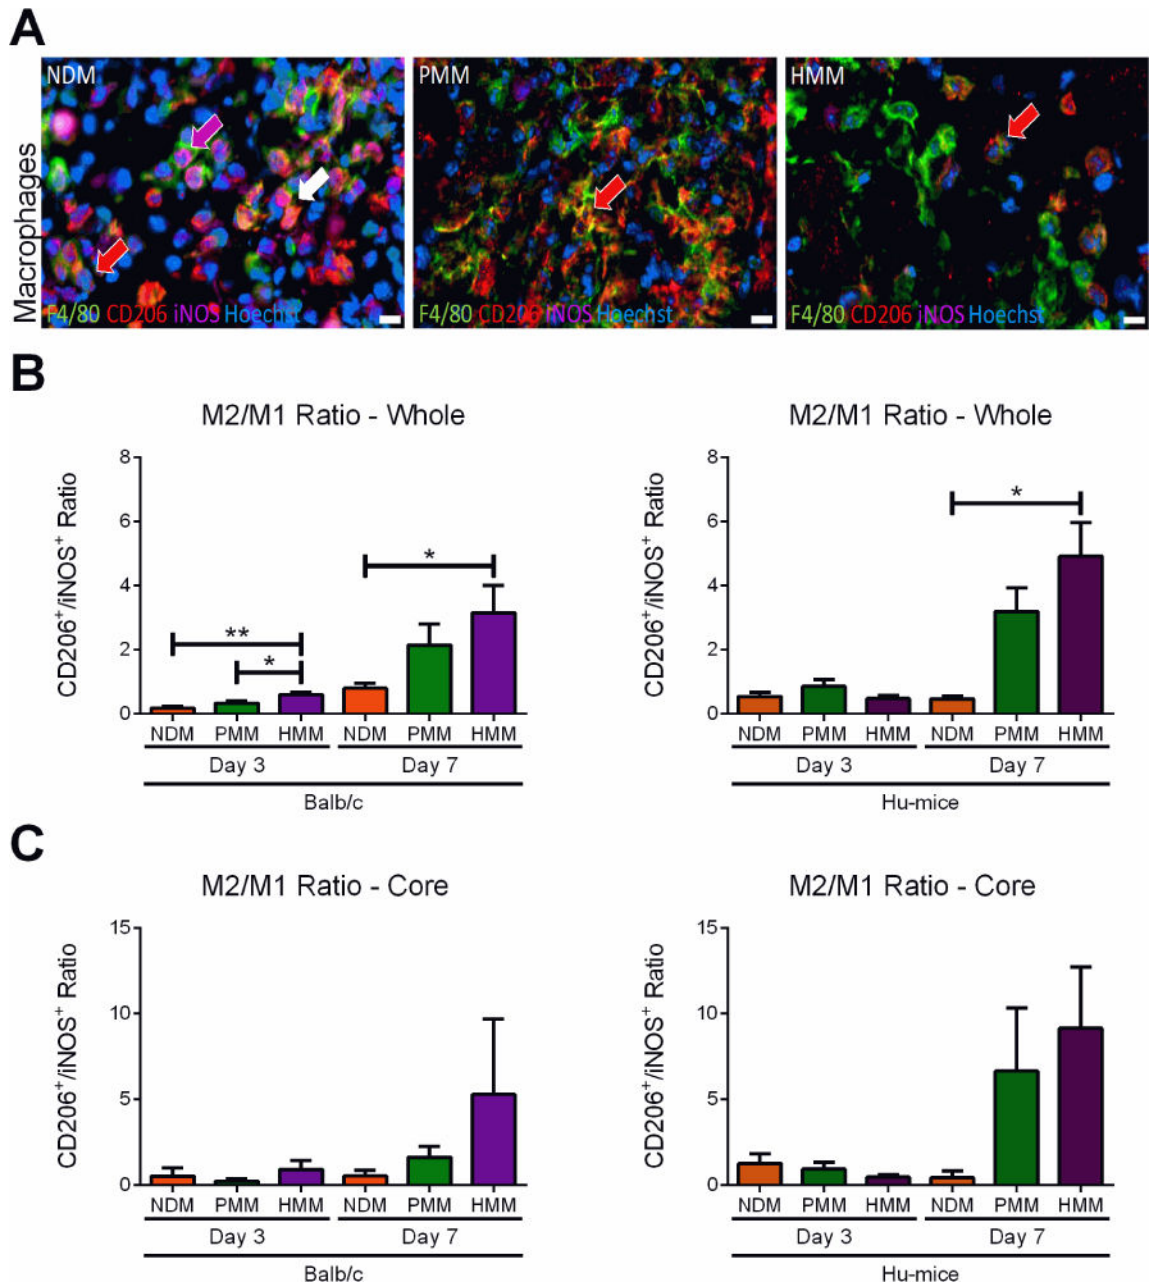 A
NDM
PMM
HMM
Macrophages
F4/80 CD206 iNOS Hoechst
F4/80 CD206 iNOS Hoechst
F4/80 CD206 iNOS Hoechst
B
M2/M1 Ratio - Whole
CD206⁺/iNOS⁺ Ratio
8
6
4
2
0
**
*
*
NDM PMM HMM NDM PMM HMM
Day 3 Day 7
Balb/c
M2/M1 Ratio - Whole
CD206⁺/iNOS⁺ Ratio
8
6
4
2
0
*
NDM PMM HMM NDM PMM HMM
Day 3 Day 7
Hu-mice
C
M2/M1 Ratio - Core
CD206⁺/iNOS⁺ Ratio
15
10
5
0
NDM PMM HMM NDM PMM HMM
Day 3 Day 7
Balb/c
M2/M1 Ratio - Core
CD206⁺/iNOS⁺ Ratio
15
10
5
0
NDM PMM HMM NDM PMM HMM
Day 3 Day 7
Hu-mice